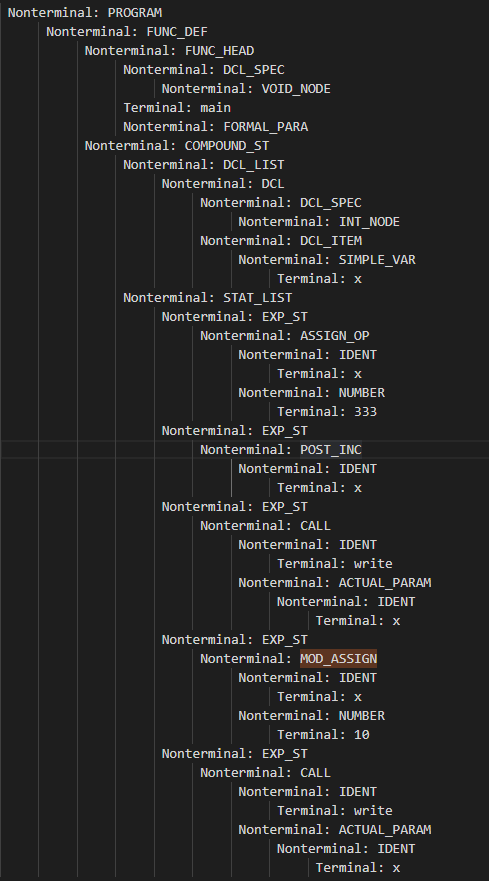 Nonterminal: PROGRAM
Nonterminal: FUNC_DEF
Nonterminal: FUNC_HEAD
Nonterminal: DCL_SPEC
Nonterminal: VOID_NODE
Terminal: main
Nonterminal: FORMAL_PARA
Nonterminal: COMPOUND_ST
Nonterminal: DCL_LIST
Nonterminal: DCL
Nonterminal: DCL_SPEC
Nonterminal: INT_NODE
Nonterminal: DCL_ITEM
Nonterminal: SIMPLE_VAR
Terminal: x
Nonterminal: STAT_LIST
Nonterminal: EXP_ST
Nonterminal: ASSIGN_OP
Nonterminal: IDENT
Terminal: x
Nonterminal: NUMBER
Terminal: 333
Nonterminal: EXP_ST
Nonterminal: POST_INC
Nonterminal: IDENT
Terminal: x
Nonterminal: EXP_ST
Nonterminal: CALL
Nonterminal: IDENT
Terminal: write
Nonterminal: ACTUAL_PARAM
Nonterminal: IDENT
Terminal: x
Nonterminal: EXP_ST
Nonterminal: MOD_ASSIGN
Nonterminal: IDENT
Terminal: x
Nonterminal: NUMBER
Terminal: 10
Nonterminal: EXP_ST
Nonterminal: CALL
Nonterminal: IDENT
Terminal: write
Nonterminal: ACTUAL_PARAM
Nonterminal: IDENT
Terminal: x